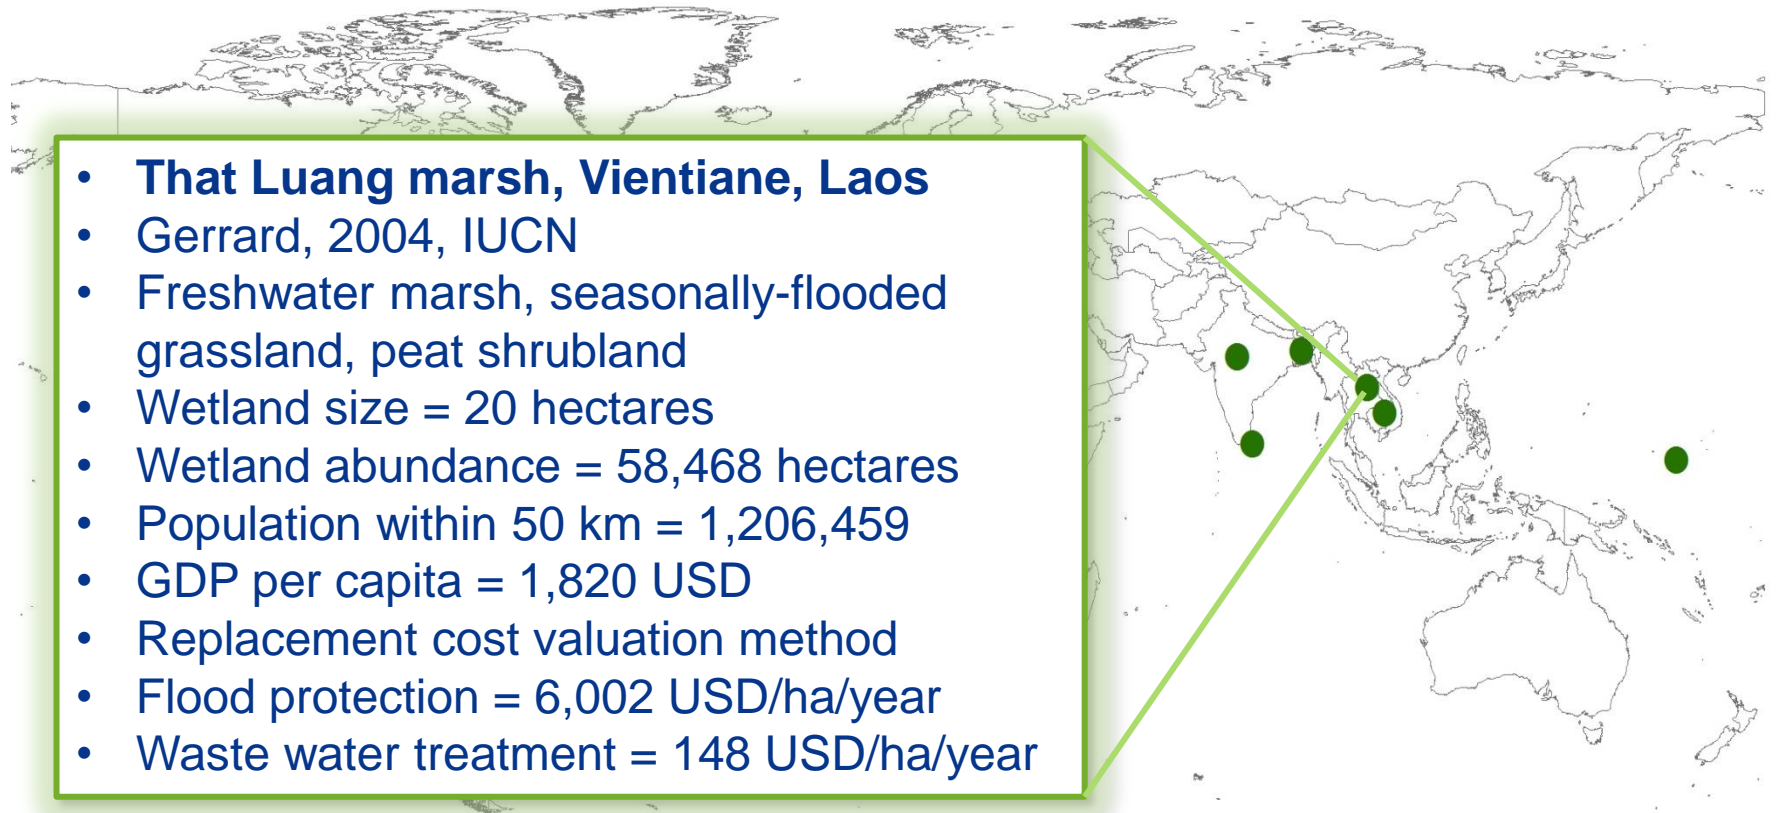 • That Luang marsh, Vientiane, Laos
• Gerrard, 2004, IUCN
• Freshwater marsh, seasonally-flooded
grassland, peat shrubland
• Wetland size = 20 hectares
• Wetland abundance = 58,468 hectares
• Population within 50 km = 1,206,459
• GDP per capita = 1,820 USD
• Replacement cost valuation method
• Flood protection = 6,002 USD/ha/year
• Waste water treatment = 148 USD/ha/year